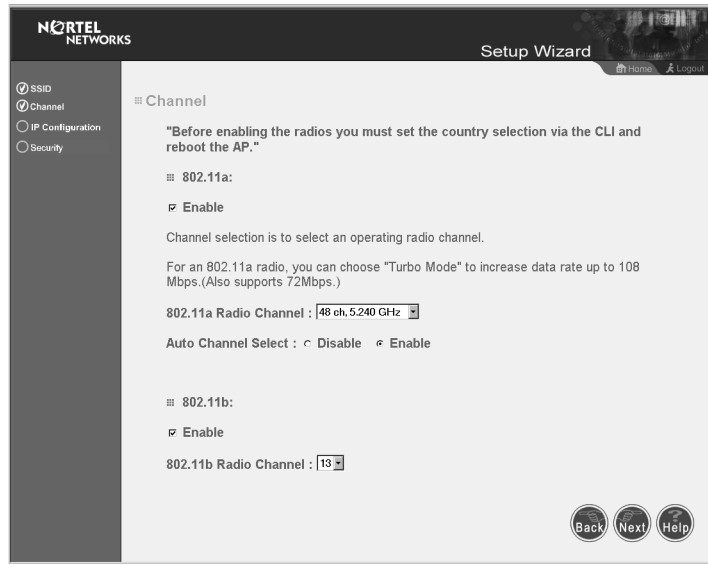 NORTEL
NETWORKS
Setup Wizard
Home Logout
SSID
Channel
IP Configuration
Security
Channel
"Before enabling the radios you must set the country selection via the CLI and
reboot the AP."
802.11a:
Enable
Channel selection is to select an operating radio channel.
For an 802.11a radio, you can choose "Turbo Mode" to increase data rate up to 108
Mbps.(Also supports 72Mbps.)
802.11a Radio Channel : 48 ch, 5.240 GHz
Auto Channel Select : Disable Enable
802.11b:
Enable
802.11b Radio Channel : 13
Back Next Help